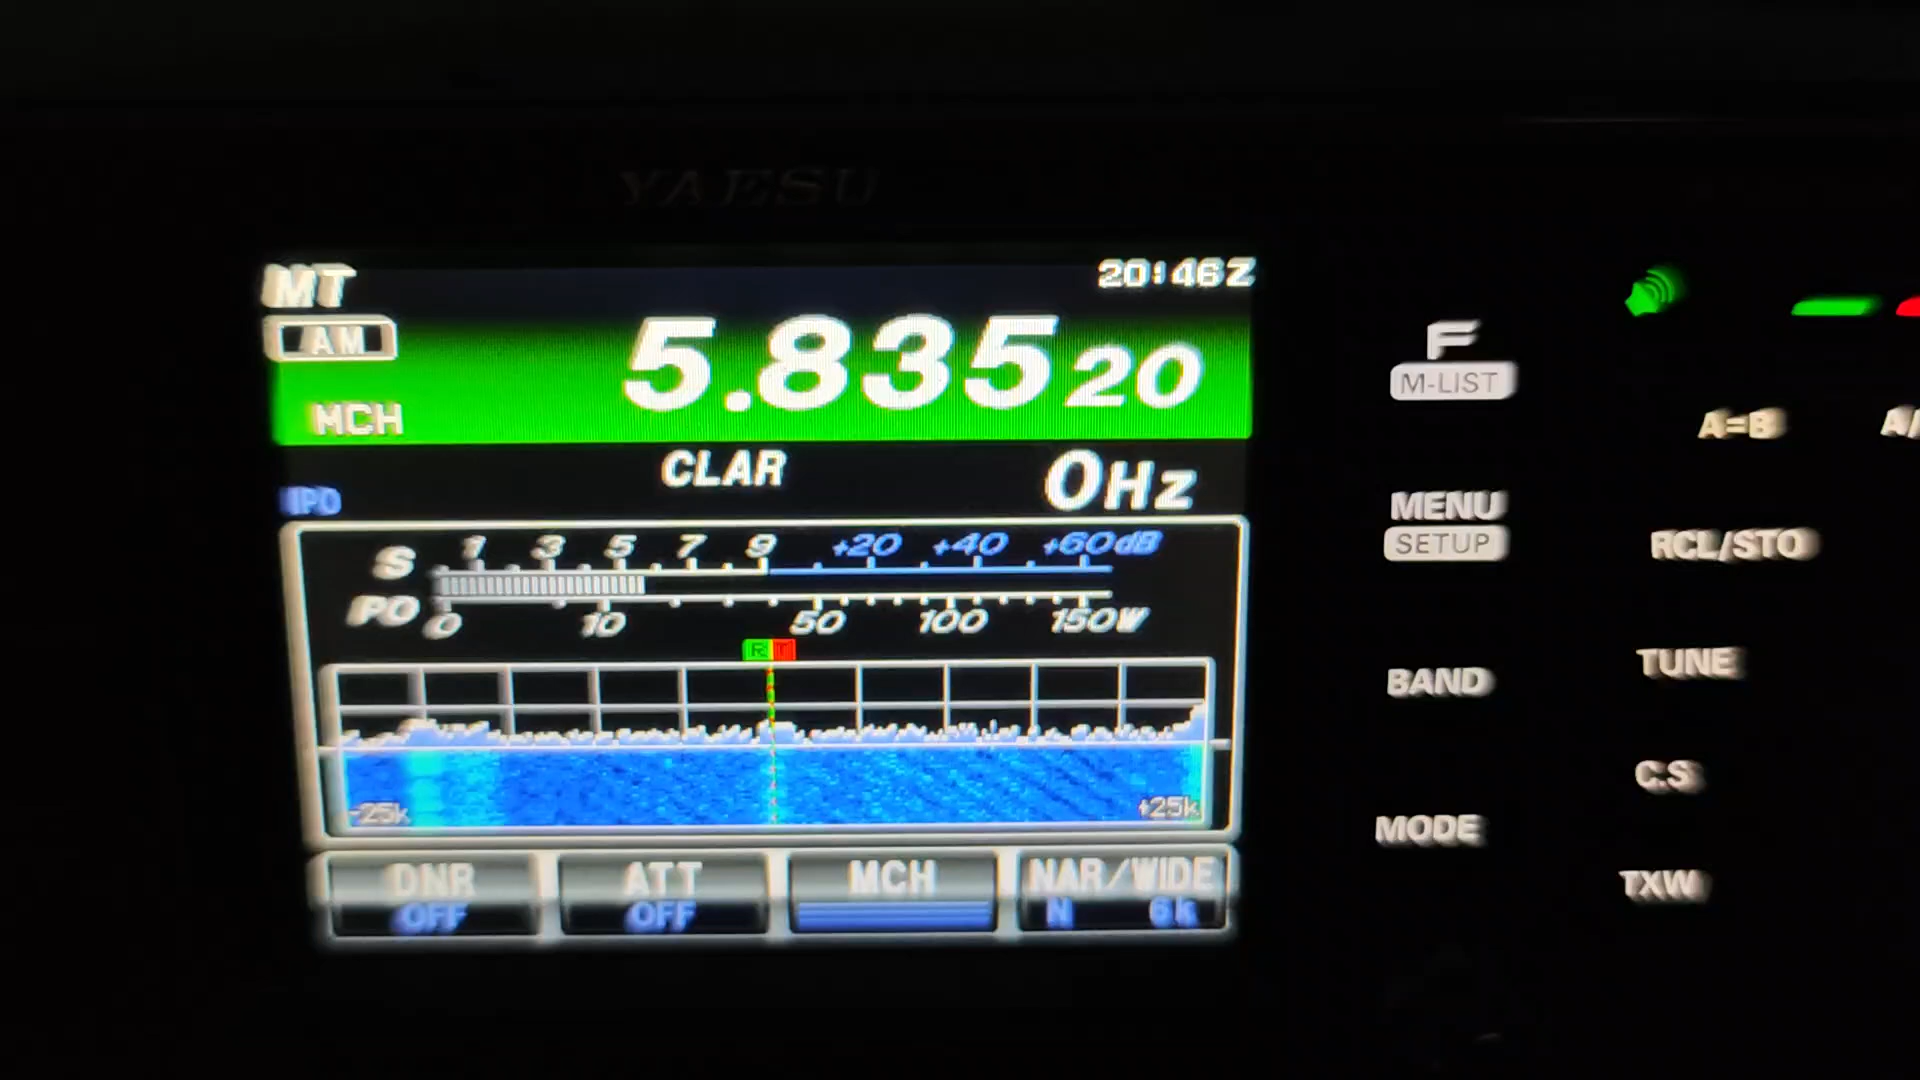 YAESU
MT
20:46Z
AM
5.835 20
MCH
CLAR
0Hz
IPO
S 1 3 5 7 9 +20 +40 +60dB
PO 0 10 50 100 150W
R T
-25k +25k
DNR ATT MCH NAR/WIDE
OFF OFF N 6k
F
M-LIST
A=B
A/
MENU
SETUP
RCL/STO
BAND
TUNE
C.S
MODE
TXW